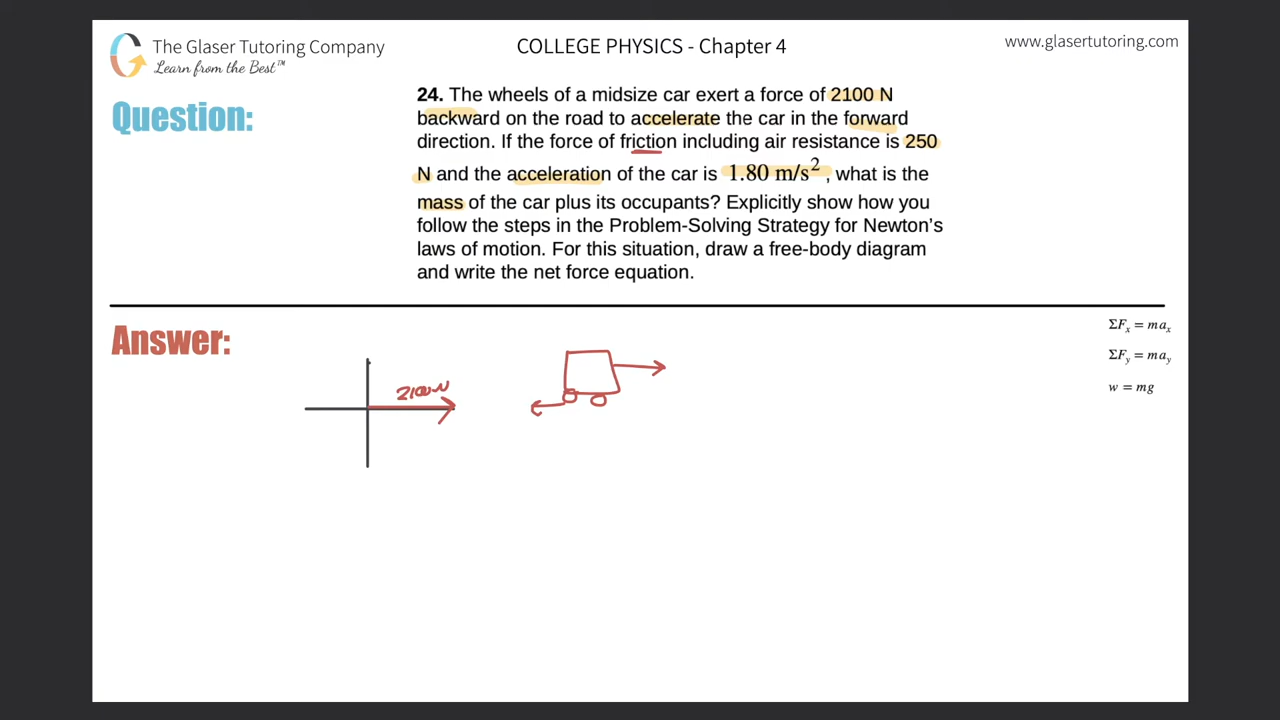 The Glaser Tutoring Company
Learn from the Best™
COLLEGE PHYSICS - Chapter 4
www.glasertutoring.com
Question:
24. The wheels of a midsize car exert a force of 2100 N
backward on the road to accelerate the car in the forward
direction. If the force of friction including air resistance is 250
N and the acceleration of the car is 1.80 m/s², what is the
mass of the car plus its occupants? Explicitly show how you
follow the steps in the Problem-Solving Strategy for Newton’s
laws of motion. For this situation, draw a free-body diagram
and write the net force equation.
Answer:
2100N
ΣFₓ = maₓ
ΣF_y = ma_y
w = mg